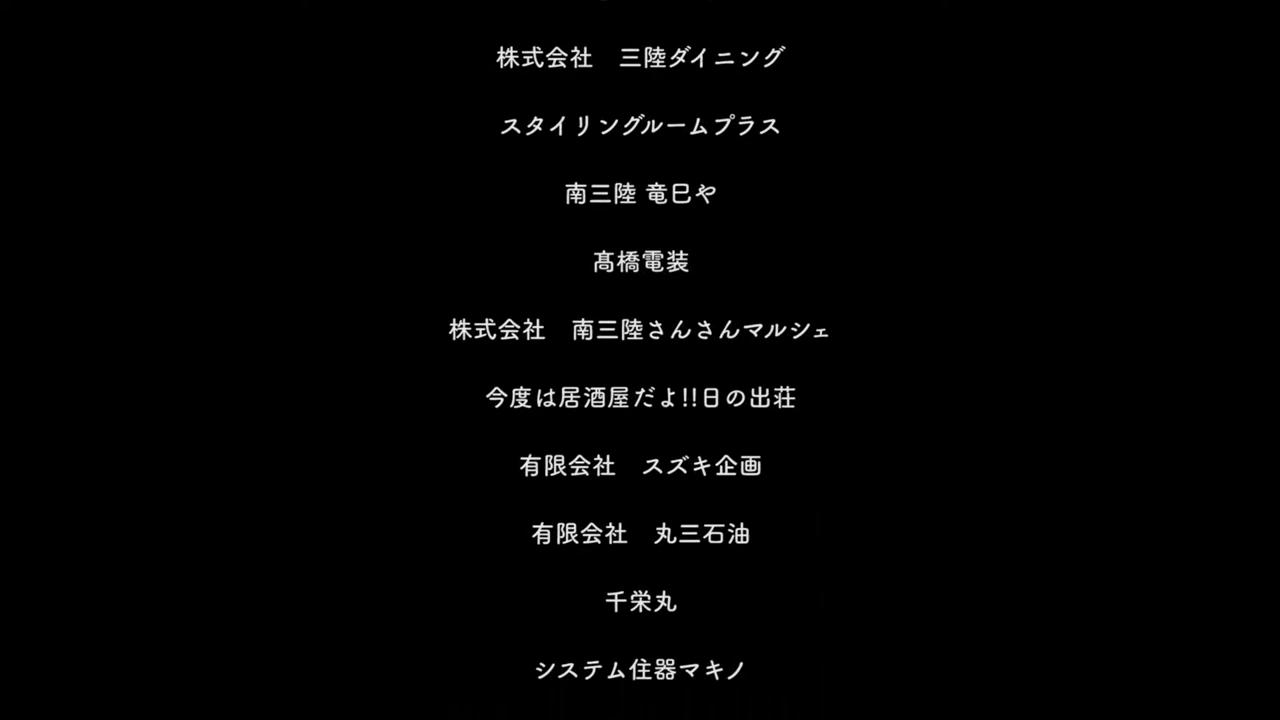 株式会社　三陸ダイニング
スタイリングルームプラス
南三陸 竜巳や
髙橋電装
株式会社　南三陸さんさんマルシェ
今度は居酒屋だよ!!日の出荘
有限会社　スズキ企画
有限会社　丸三石油
千栄丸
システム住器マキノ